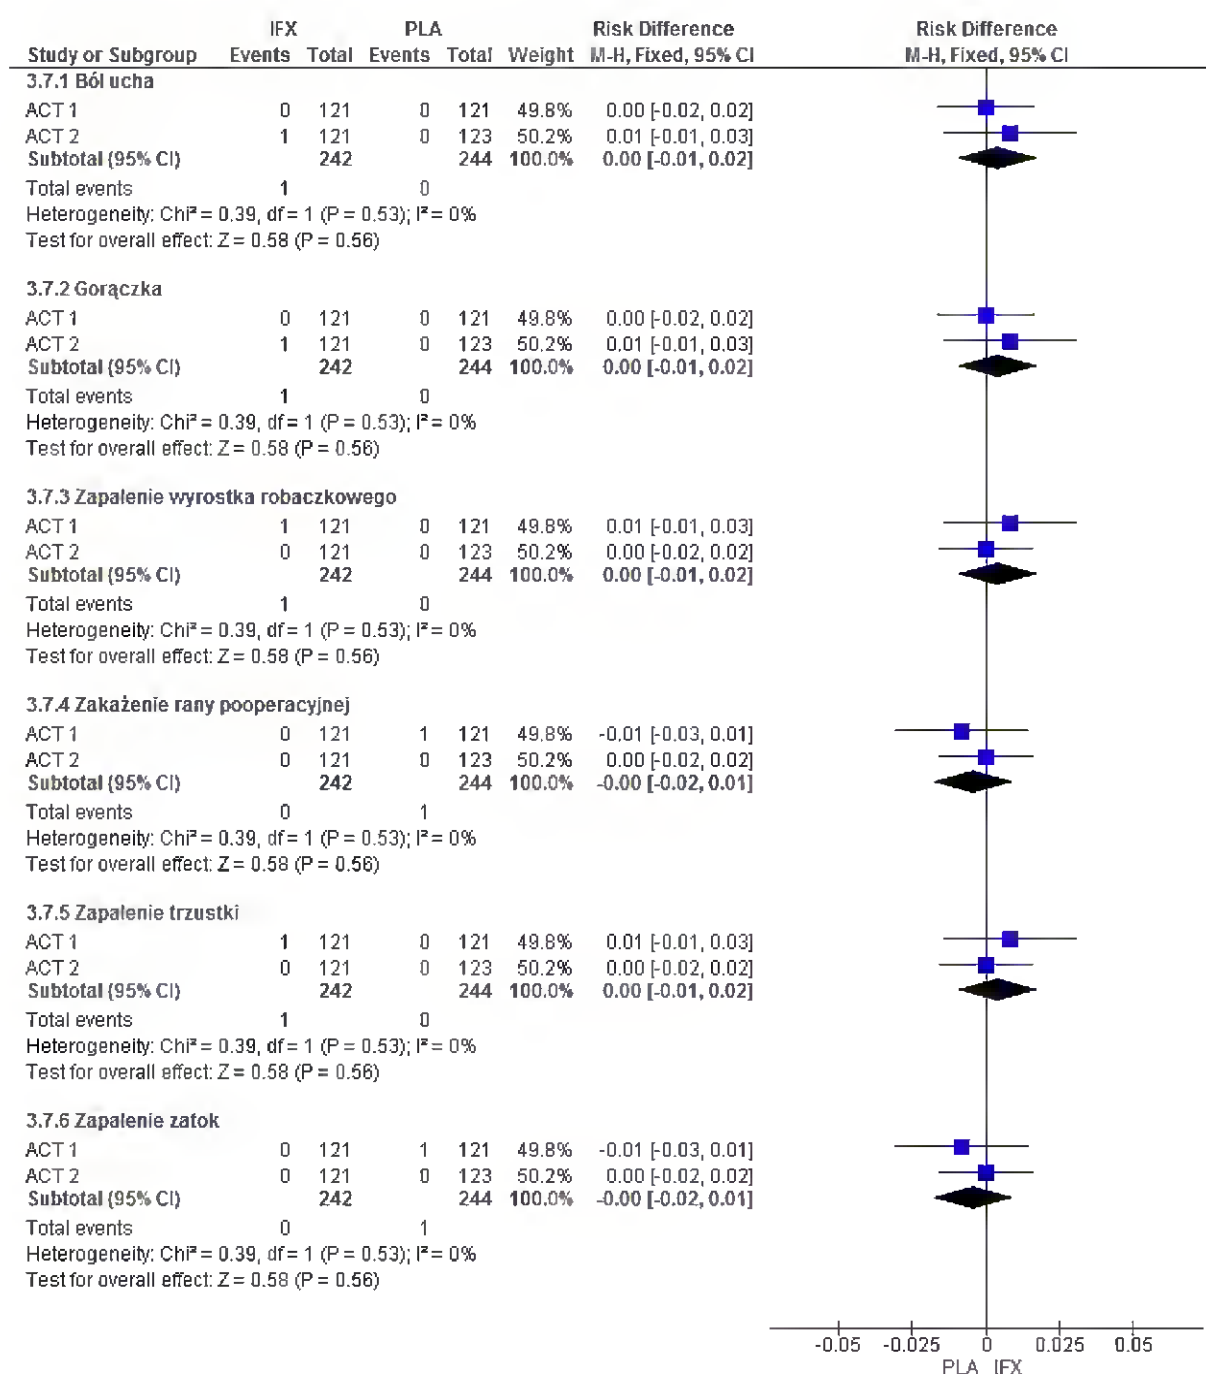 IFX PLA Risk Difference Risk Difference
Study or Subgroup Events Total Events Total Weight M-H, Fixed, 95% CI M-H, Fixed, 95% CI
3.7.1 Ból ucha
ACT 1 0 121 0 121 49.8% 0.00 [-0.02, 0.02]
ACT 2 1 121 0 123 50.2% 0.01 [-0.01, 0.03]
Subtotal (95% CI) 242 244 100.0% 0.00 [-0.01, 0.02]
Total events 1 0
Heterogeneity: Chi² = 0.39, df = 1 (P = 0.53); I² = 0%
Test for overall effect: Z = 0.58 (P = 0.56)
3.7.2 Gorączka
ACT 1 0 121 0 121 49.8% 0.00 [-0.02, 0.02]
ACT 2 1 121 0 123 50.2% 0.01 [-0.01, 0.03]
Subtotal (95% CI) 242 244 100.0% 0.00 [-0.01, 0.02]
Total events 1 0
Heterogeneity: Chi² = 0.39, df = 1 (P = 0.53); I² = 0%
Test for overall effect: Z = 0.58 (P = 0.56)
3.7.3 Zapalenie wyrostka robaczkowego
ACT 1 1 121 0 121 49.8% 0.01 [-0.01, 0.03]
ACT 2 0 121 0 123 50.2% 0.00 [-0.02, 0.02]
Subtotal (95% CI) 242 244 100.0% 0.00 [-0.01, 0.02]
Total events 1 0
Heterogeneity: Chi² = 0.39, df = 1 (P = 0.53); I² = 0%
Test for overall effect: Z = 0.58 (P = 0.56)
3.7.4 Zakażenie rany pooperacyjnej
ACT 1 0 121 1 121 49.8% -0.01 [-0.03, 0.01]
ACT 2 0 121 0 123 50.2% 0.00 [-0.02, 0.02]
Subtotal (95% CI) 242 244 100.0% -0.00 [-0.02, 0.01]
Total events 0 1
Heterogeneity: Chi² = 0.39, df = 1 (P = 0.53); I² = 0%
Test for overall effect: Z = 0.58 (P = 0.56)
3.7.5 Zapalenie trzustki
ACT 1 1 121 0 121 49.8% 0.01 [-0.01, 0.03]
ACT 2 0 121 0 123 50.2% 0.00 [-0.02, 0.02]
Subtotal (95% CI) 242 244 100.0% 0.00 [-0.01, 0.02]
Total events 1 0
Heterogeneity: Chi² = 0.39, df = 1 (P = 0.53); I² = 0%
Test for overall effect: Z = 0.58 (P = 0.56)
3.7.6 Zapalenie zatok
ACT 1 0 121 1 121 49.8% -0.01 [-0.03, 0.01]
ACT 2 0 121 0 123 50.2% 0.00 [-0.02, 0.02]
Subtotal (95% CI) 242 244 100.0% -0.00 [-0.02, 0.01]
Total events 0 1
Heterogeneity: Chi² = 0.39, df = 1 (P = 0.53); I² = 0%
Test for overall effect: Z = 0.58 (P = 0.56)
-0.05 -0.025 0 0.025 0.05
PLA IFX